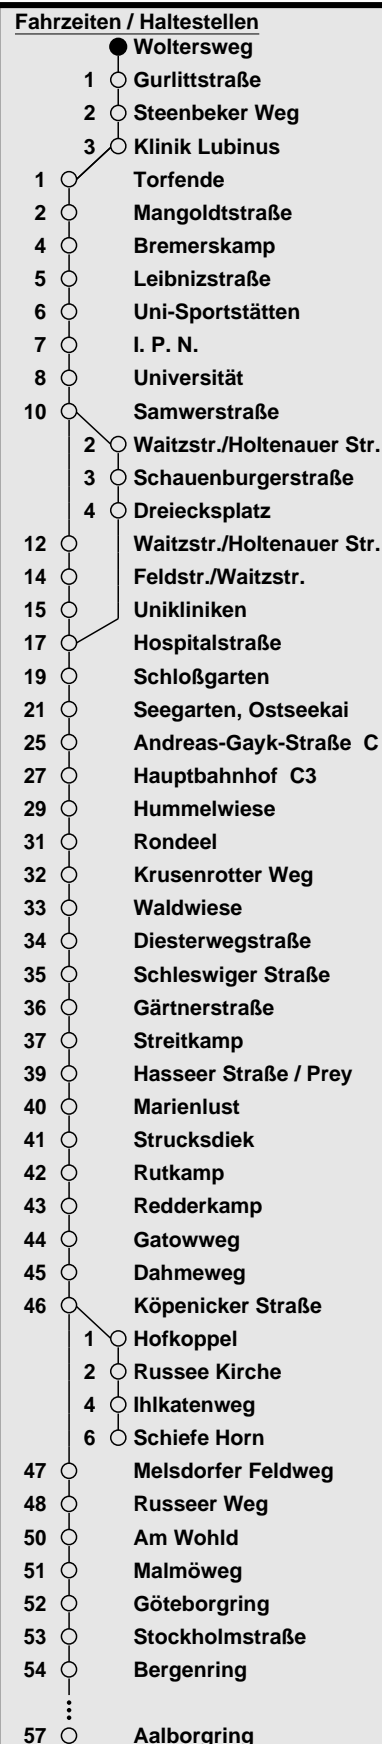 Fahrzeiten / Haltestellen
Woltersweg
1 Gurlittstraße
2 Steenbeker Weg
3 Klinik Lubinus
1 Torfende
2 Mangoldtstraße
4 Bremerskamp
5 Leibnizstraße
6 Uni-Sportstätten
7 I. P. N.
8 Universität
10 Samwerstraße
2 Waitzstr./Holtenauer Str.
3 Schauenburgerstraße
4 Dreiecksplatz
12 Waitzstr./Holtenauer Str.
14 Feldstr./Waitzstr.
15 Unikliniken
17 Hospitalstraße
19 Schloßgarten
21 Seegarten, Ostseekai
25 Andreas-Gayk-Straße C
27 Hauptbahnhof C3
29 Hummelwiese
31 Rondeel
32 Krusenrotter Weg
33 Waldwiese
34 Diesterwegstraße
35 Schleswiger Straße
36 Gärtnerstraße
37 Streitkamp
39 Hasseer Straße / Prey
40 Marienlust
41 Strucksdiek
42 Rutkamp
43 Redderkamp
44 Gatowweg
45 Dahmeweg
46 Köpenicker Straße
1 Hofkoppel
2 Russee Kirche
4 Ihlkatenweg
6 Schiefe Horn
47 Melsdorfer Feldweg
48 Russeer Weg
50 Am Wohld
51 Malmöweg
52 Göteborgring
53 Stockholmstraße
54 Bergenring
57 Aalborgring